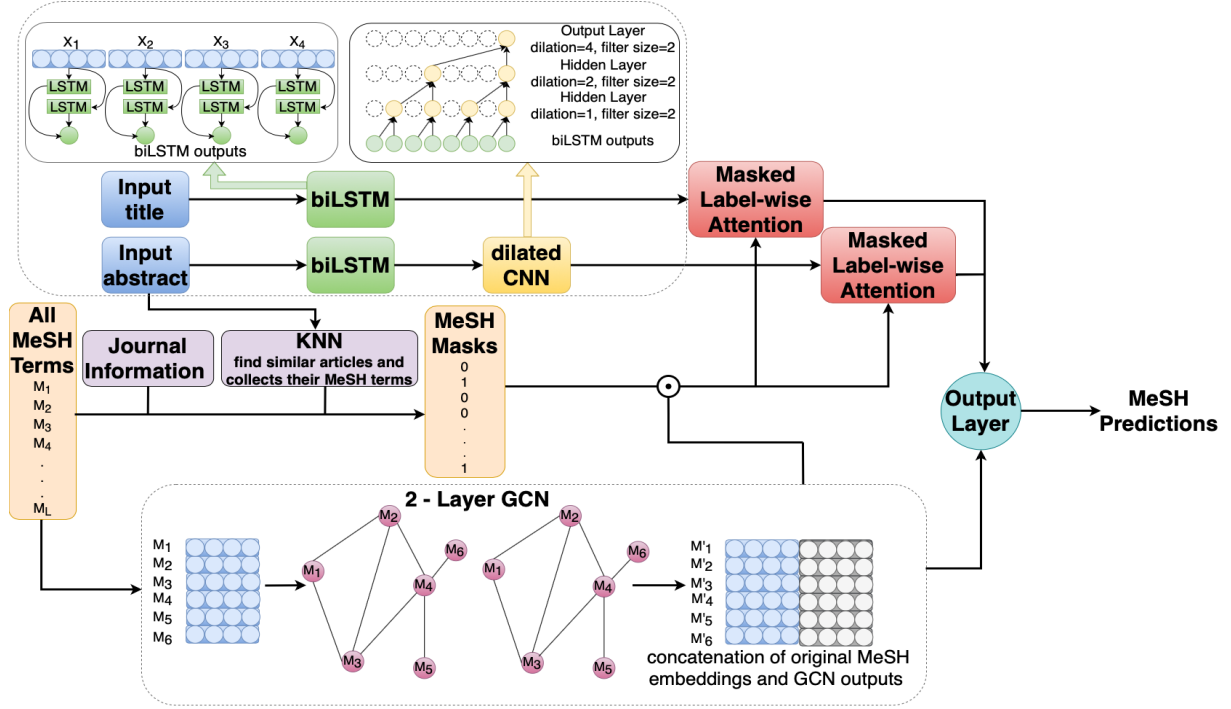 X1
X2
X3
X4
LSTM
LSTM
LSTM
LSTM
LSTM
LSTM
LSTM
LSTM
biLSTM outputs
Output Layer
dilation=4, filter size=2
Hidden Layer
dilation=2, filter size=2
Hidden Layer
dilation=1, filter size=2
biLSTM outputs
Input
title
biLSTM
Masked
Label-wise
Attention
Input
abstract
biLSTM
dilated
CNN
Masked
Label-wise
Attention
All
MeSH
Terms
M1
M2
M3
M4
.
.
.
ML
Journal
Information
KNN
find similar articles and
collects their MeSH terms
MeSH
Masks
0
1
0
0
.
.
.
1
Output
Layer
MeSH
Predictions
2 - Layer GCN
M1
M2
M3
M4
M5
M6
M2
M6
M1
M4
M3
M5
M2
M6
M1
M4
M3
M5
M'1
M'2
M'3
M'4
M'5
M'6
concatenation of original MeSH
embeddings and GCN outputs